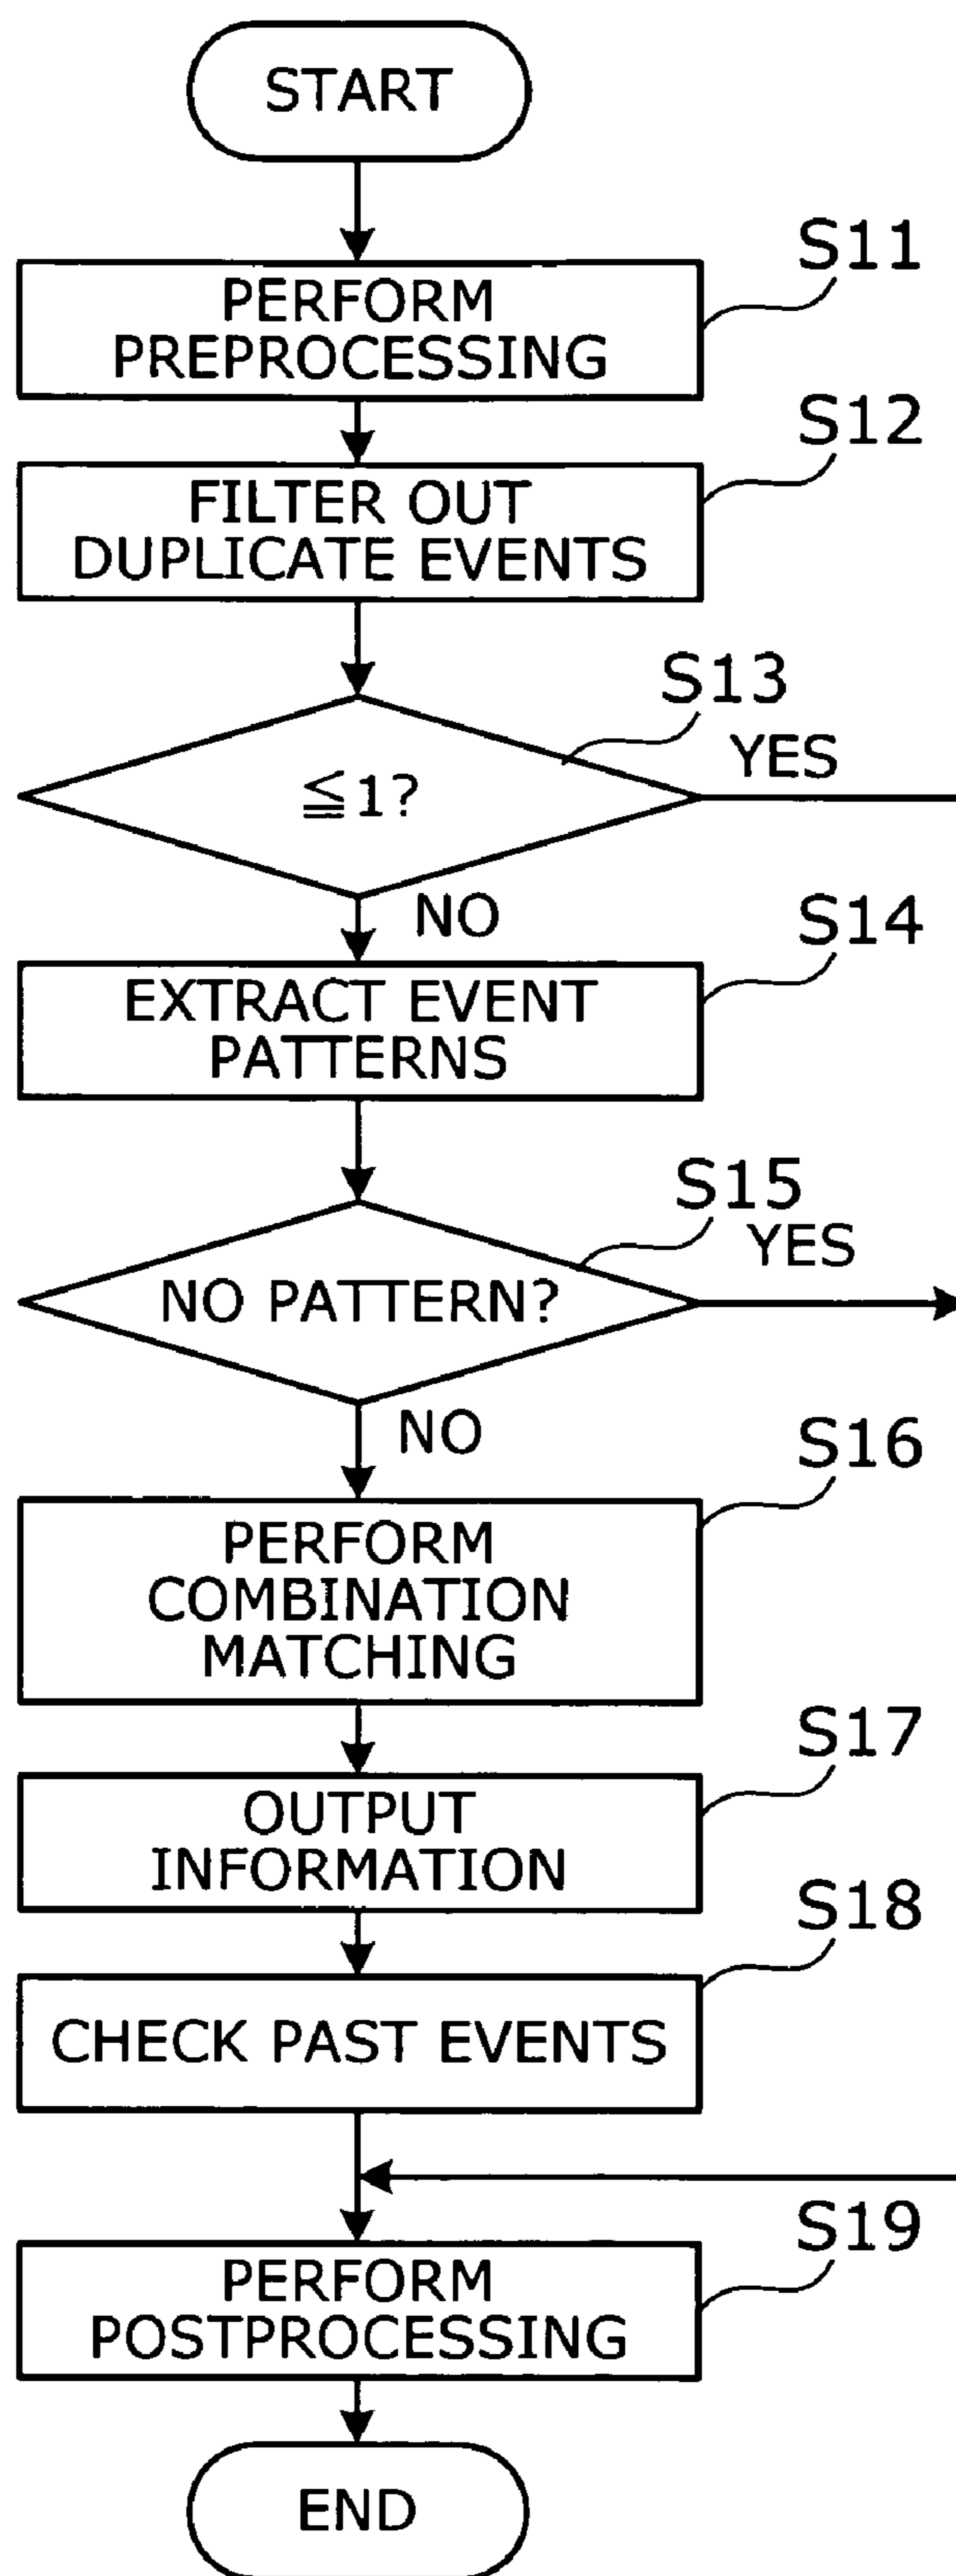 START
S11
PERFORM
PREPROCESSING
S12
FILTER OUT
DUPLICATE EVENTS
S13
YES
≦1?
NO
S14
EXTRACT EVENT
PATTERNS
S15
YES
NO PATTERN?
NO
S16
PERFORM
COMBINATION
MATCHING
S17
OUTPUT
INFORMATION
S18
CHECK PAST EVENTS
S19
PERFORM
POSTPROCESSING
END